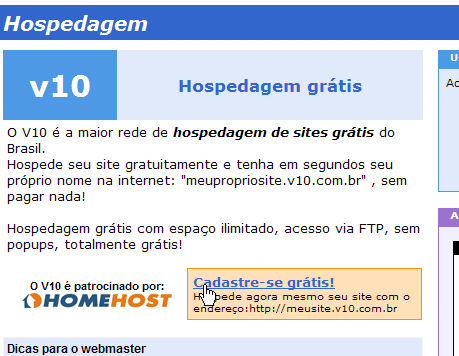 Hospedagem
v10
Hospedagem grátis
O V10 é a maior rede de hospedagem de sites grátis do
Brasil.
Hospede seu site gratuitamente e tenha em segundos seu
próprio nome na internet: "meupropriosite.v10.com.br" , sem
pagar nada!
Hospedagem grátis com espaço ilimitado, acesso via FTP, sem
popups, totalmente grátis!
O V10 é patrocinado por:
HOMEHOST
Cadastre-se grátis!
Hospede agora mesmo seu site com o
endereço:http://meusite.v10.com.br
Dicas para o webmaster